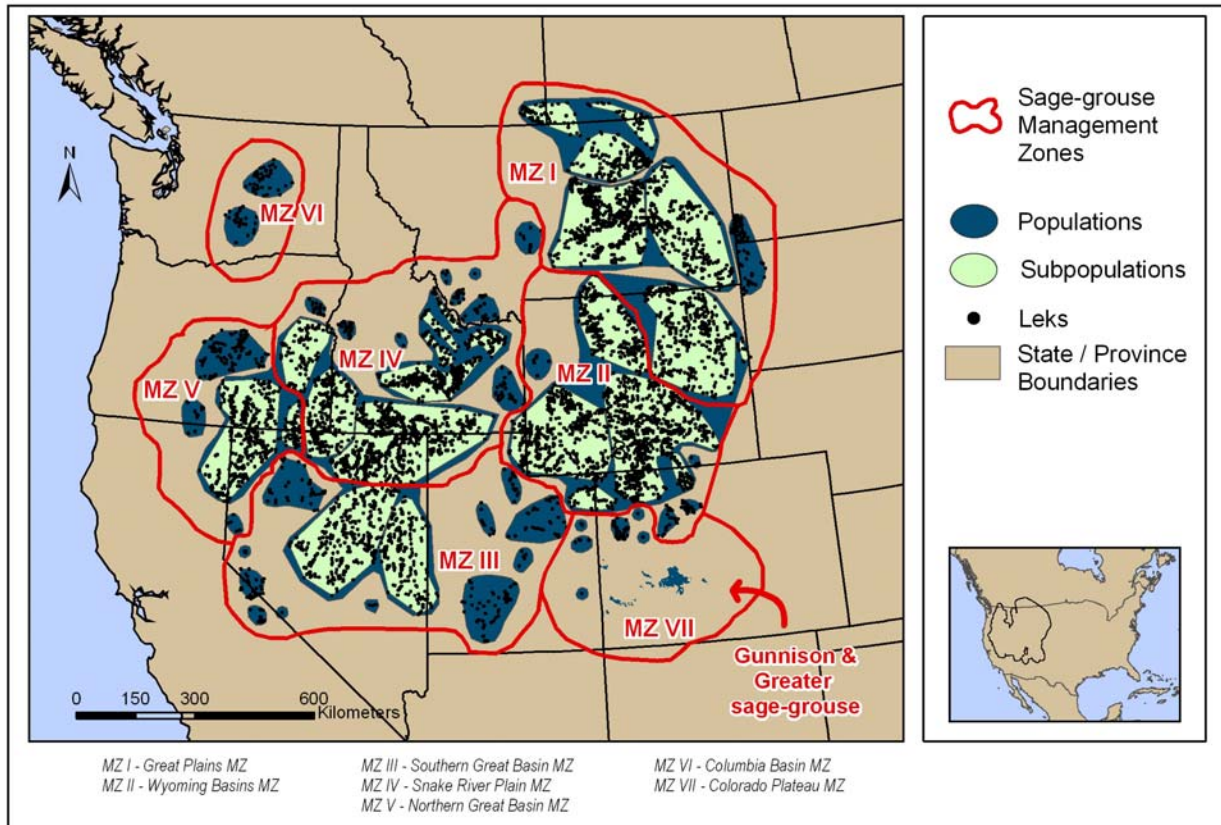 N
MZ I
MZ VI
MZ IV
MZ V
MZ II
MZ III
MZ VII
Gunnison &
Greater
sage-grouse
0 150 300 600
Kilometers
Sage-grouse
Management
Zones
Populations
Subpopulations
Leks
State / Province
Boundaries
MZ I - Great Plains MZ
MZ II - Wyoming Basins MZ
MZ III - Southern Great Basin MZ
MZ IV - Snake River Plain MZ
MZ V - Northern Great Basin MZ
MZ VI - Columbia Basin MZ
MZ VII - Colorado Plateau MZ